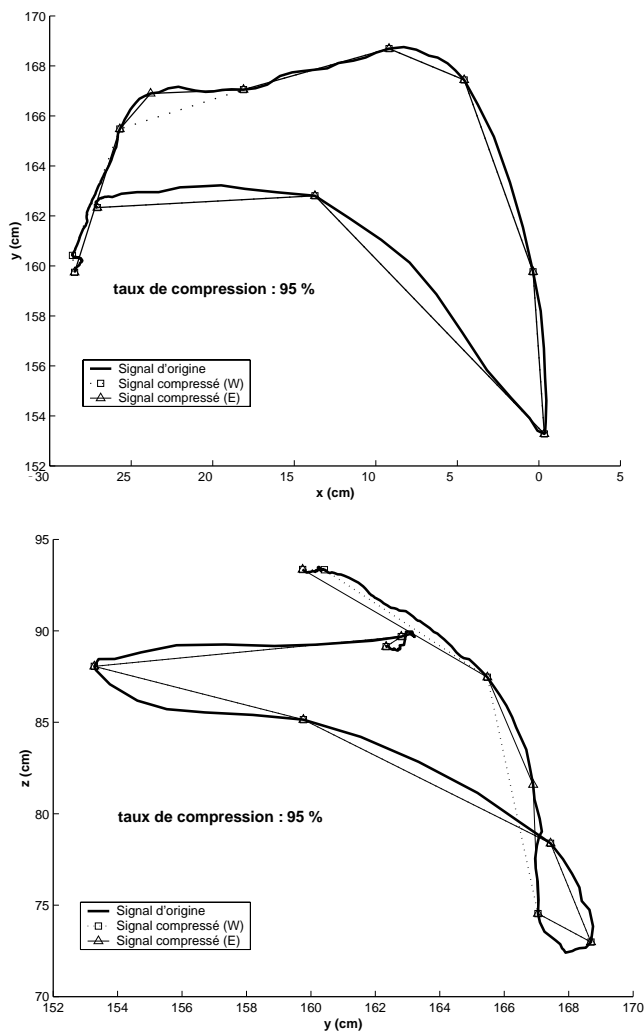 170
168
166
164
162
160
158
156
154
152
y (cm)
taux de compression : 95 %
Signal d'origine
Signal compressé (W)
Signal compressé (E)
-30 25 20 15 10 5 0 5
x (cm)
95
90
85
80
75
70
z (cm)
taux de compression : 95 %
Signal d'origine
Signal compressé (W)
Signal compressé (E)
152 154 156 158 160 162 164 166 168 170
y (cm)